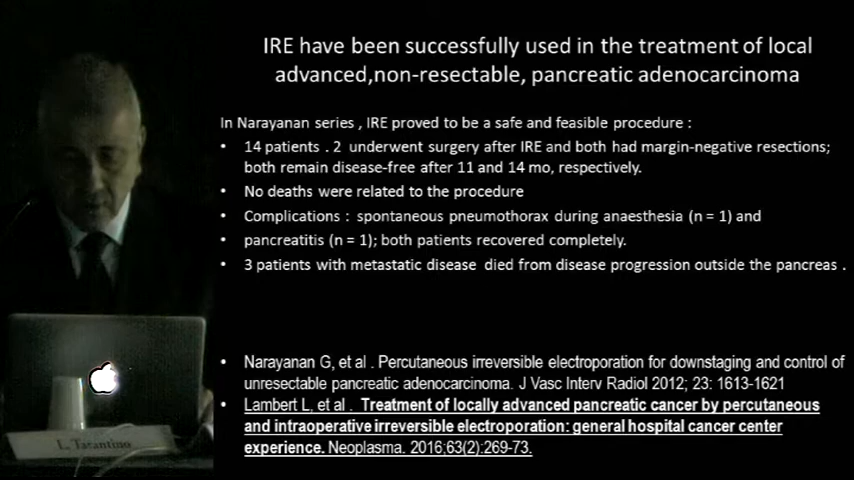 IRE have been successfully used in the treatment of local
advanced,non-resectable, pancreatic adenocarcinoma
In Narayanan series , IRE proved to be a safe and feasible procedure :
• 14 patients . 2 underwent surgery after IRE and both had margin-negative resections;
both remain disease-free after 11 and 14 mo, respectively.
• No deaths were related to the procedure
• Complications : spontaneous pneumothorax during anaesthesia (n = 1) and
• pancreatitis (n = 1); both patients recovered completely.
• 3 patients with metastatic disease died from disease progression outside the pancreas .
• Narayanan G, et al . Percutaneous irreversible electroporation for downstaging and control of
unresectable pancreatic adenocarcinoma. J Vasc Interv Radiol 2012; 23: 1613-1621
• Lambert L, et al . Treatment of locally advanced pancreatic cancer by percutaneous
and intraoperative irreversible electroporation: general hospital cancer center
experience. Neoplasma. 2016;63(2):269-73.
L. Tarantino